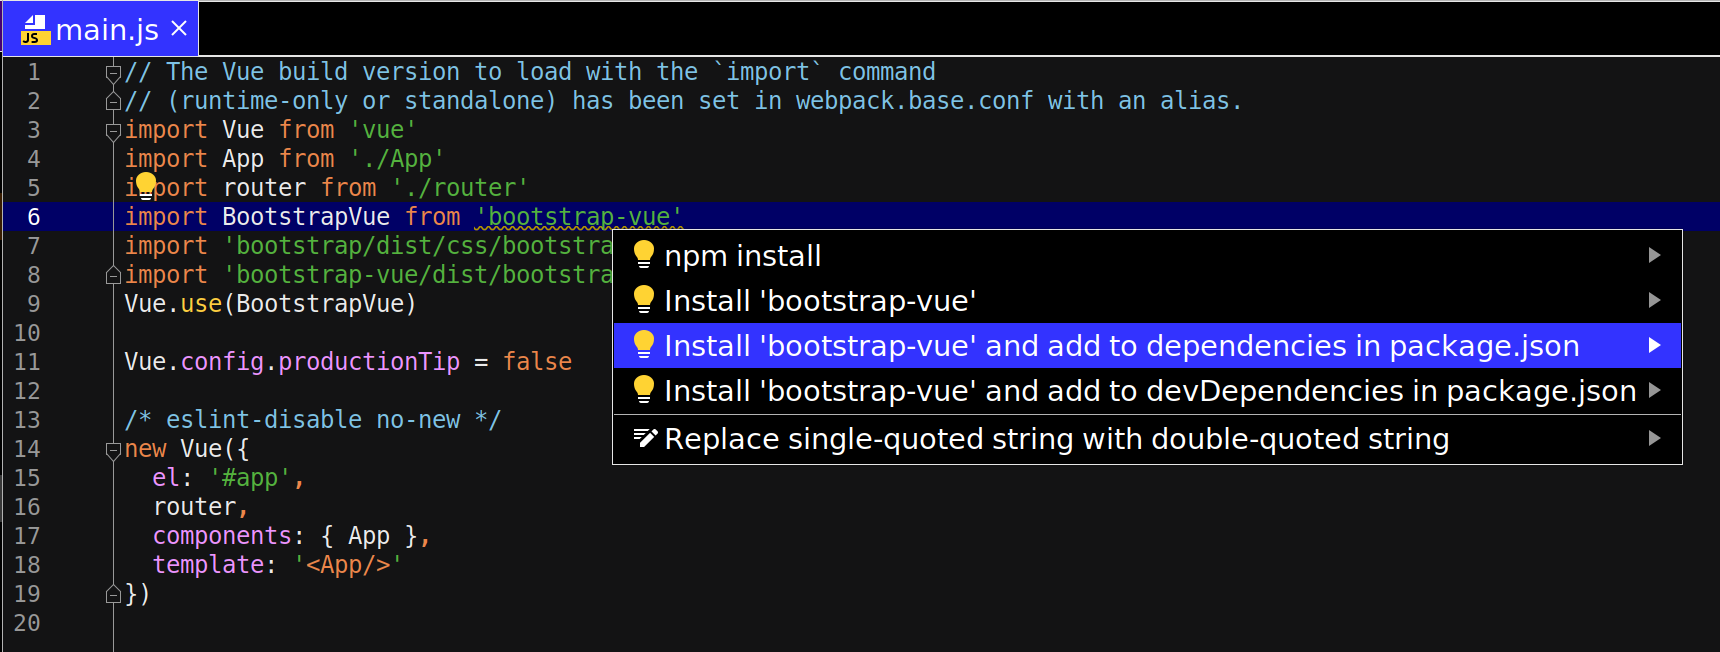 main.js
JS
1 // The Vue build version to load with the `import` command
2 // (runtime-only or standalone) has been set in webpack.base.conf with an alias.
3 import Vue from 'vue'
4 import App from './App'
5 import router from './router'
6 import BootstrapVue from 'bootstrap-vue'
7 import 'bootstrap/dist/css/bootstra
8 import 'bootstrap-vue/dist/bootstra
9 Vue.use(BootstrapVue)
10
11 Vue.config.productionTip = false
12
13 /* eslint-disable no-new */
14 new Vue({
15 el: '#app',
16 router,
17 components: { App },
18 template: '<App/>'
19 })
20
npm install
Install 'bootstrap-vue'
Install 'bootstrap-vue' and add to dependencies in package.json
Install 'bootstrap-vue' and add to devDependencies in package.json
Replace single-quoted string with double-quoted string